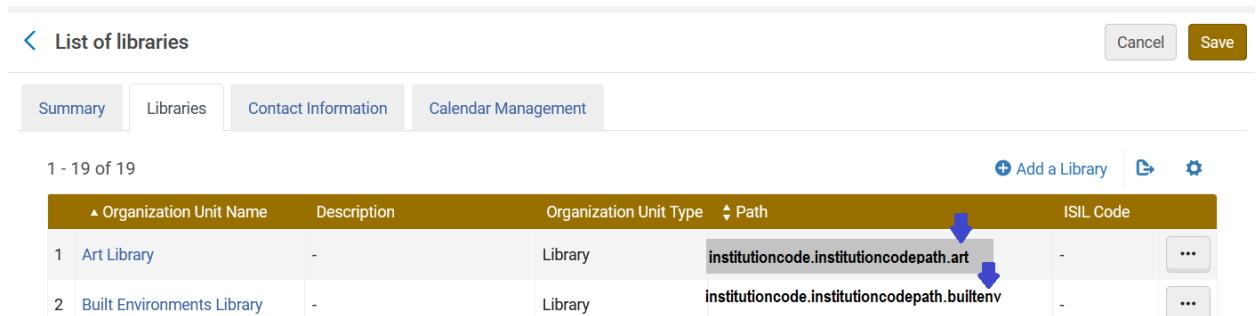 List of libraries
Cancel
Save
Summary
Libraries
Contact Information
Calendar Management
1 - 19 of 19
Add a Library
Organization Unit Name Description Organization Unit Type Path ISIL Code
1 Art Library - Library institutioncode.institutioncodepath.art - •••
2 Built Environments Library - Library institutioncode.institutioncodepath.builtenv - •••